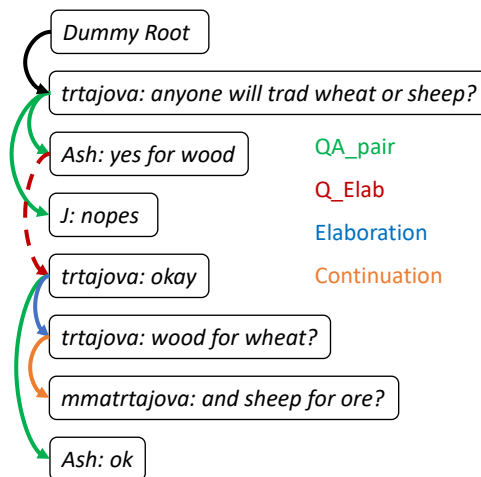 Dummy Root
trtajova: anyone will trad wheat or sheep?
Ash: yes for wood
QA_pair
Q_Elab
J: nopes
Elaboration
trtajova: okay
Continuation
trtajova: wood for wheat?
mmatrtajova: and sheep for ore?
Ash: ok